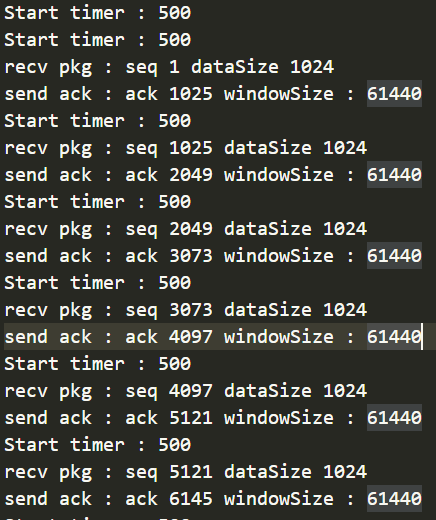 Start timer : 500
Start timer : 500
recv pkg : seq 1 dataSize 1024
send ack : ack 1025 windowSize : 61440
Start timer : 500
recv pkg : seq 1025 dataSize 1024
send ack : ack 2049 windowSize : 61440
Start timer : 500
recv pkg : seq 2049 dataSize 1024
send ack : ack 3073 windowSize : 61440
Start timer : 500
recv pkg : seq 3073 dataSize 1024
send ack : ack 4097 windowSize : 61440
Start timer : 500
recv pkg : seq 4097 dataSize 1024
send ack : ack 5121 windowSize : 61440
Start timer : 500
recv pkg : seq 5121 dataSize 1024
send ack : ack 6145 windowSize : 61440